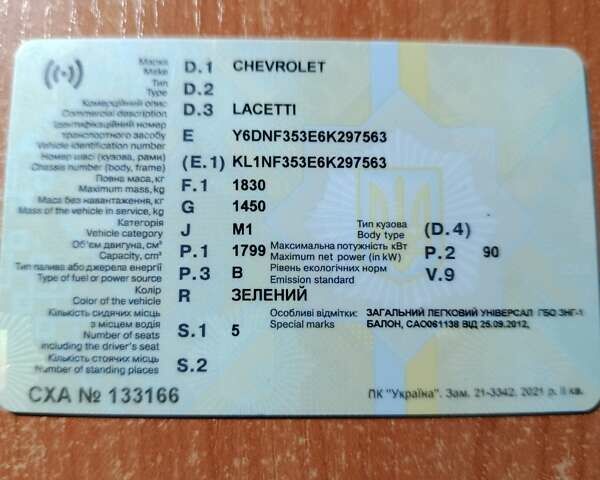 Марка
Make D.1 CHEVROLET
Тип
Type D.2
Комерційний опис
Commercial description D.3 LACETTI
Ідентифікаційний номер
транспортного засобу
Vehicle identification number E Y6DNF353E6K297563
Номер шасі (кузова, рами)
Chassis number (body, frame) (E.1) KL1NF353E6K297563
Повна маса, кг
Maximum mass, kg F.1 1830
Маса без навантаження, кг
Mass of the vehicle in service, kg G 1450
Категорія
Vehicle category J M1
Тип кузова
Body type (D.4)
Об'єм двигуна, см³
Capacity, cm³ P.1 1799
Максимальна потужність кВт
Maximum net power (in kW) P.2 90
Тип палива або джерела енергії
Type of fuel or power source P.3 B
Рівень екологічних норм
Emission standard V.9
Колір
Color of the vehicle R ЗЕЛЕНИЙ
Кількість сидячих місць
з місцем водія
Number of seats
including the driver's seat S.1 5
Особливі відмітки:
Special marks
ЗАГАЛЬНИЙ ЛЕГКОВИЙ УНІВЕРСАЛ ГБО ЗНГ-1
БАЛОН, САО061138 ВІД 25.09.2012,
Кількість стоячих місць
Number of standing places S.2
СХА № 133166
ПК "Україна". Зам. 21-3342. 2021 р. II кв.